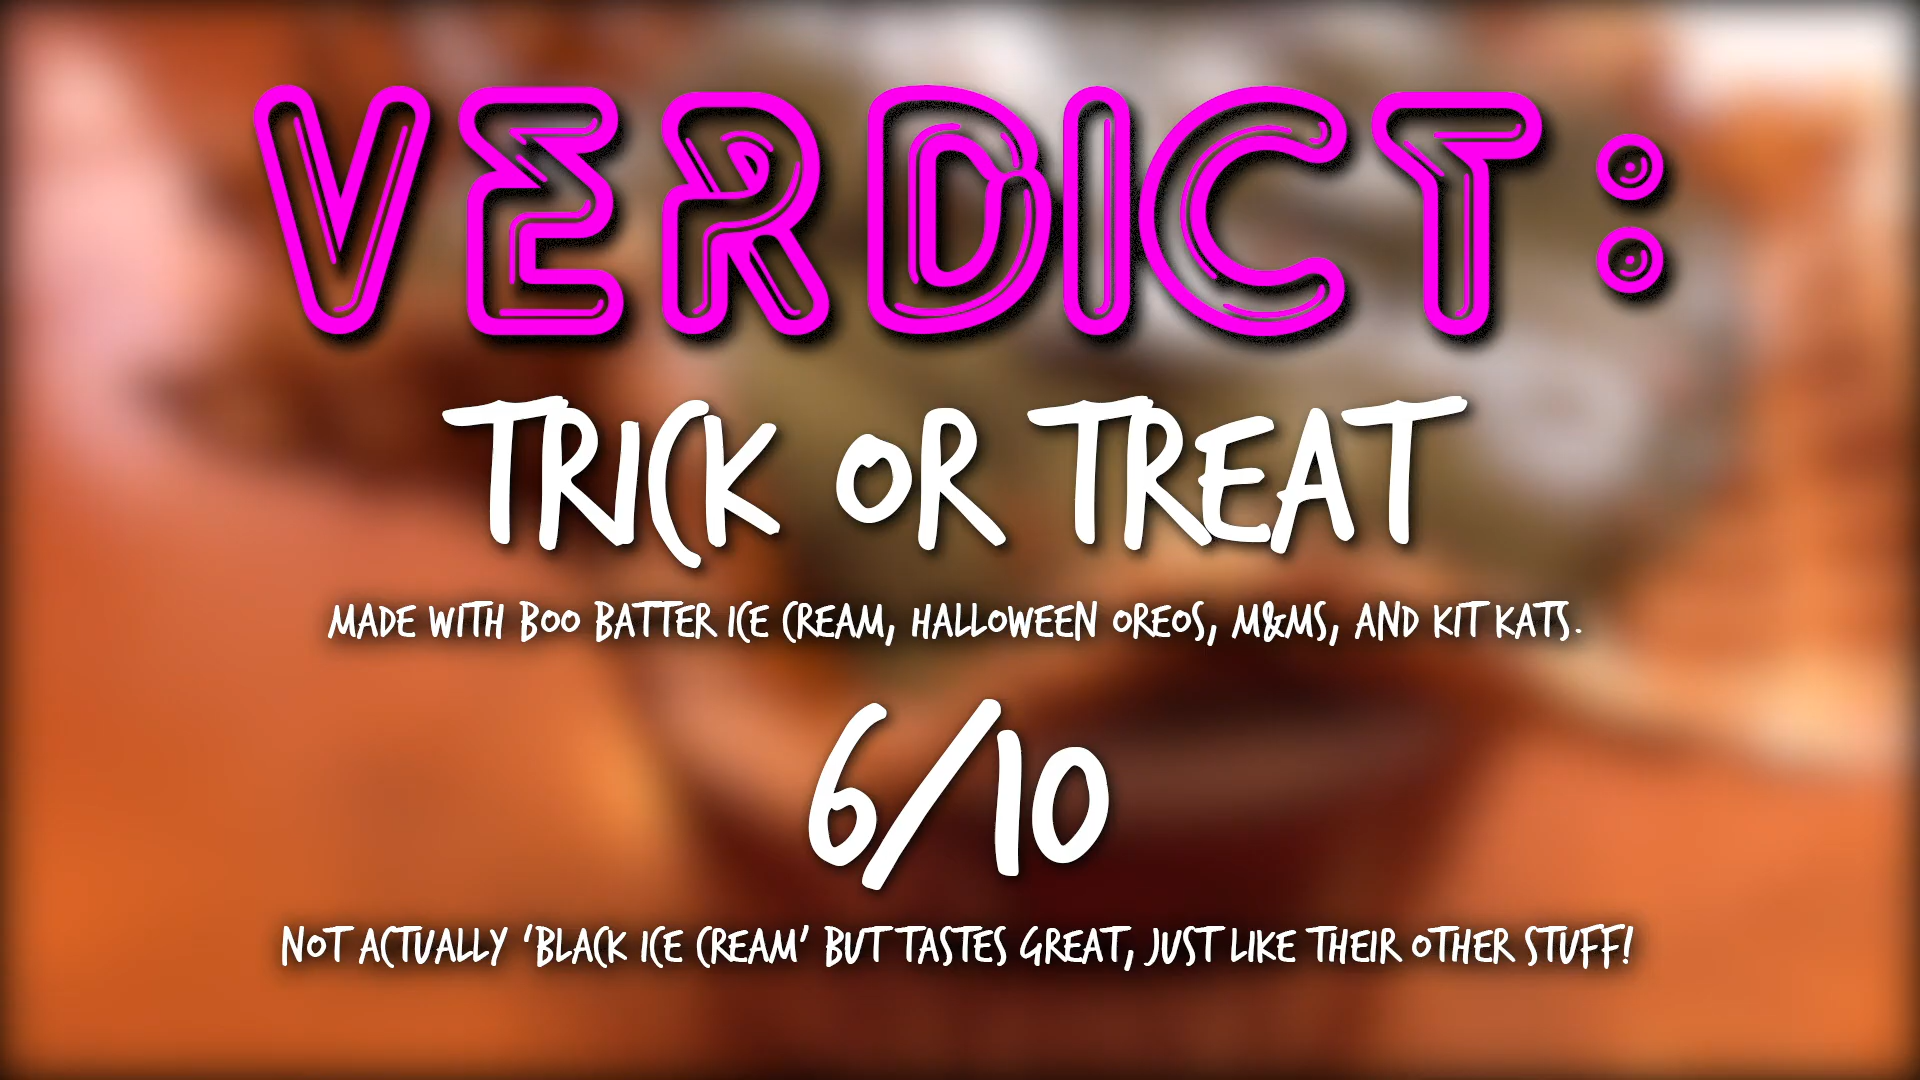 VERDICT:
TRICK OR TREAT
MADE WITH BOO BATTER ICE CREAM, HALLOWEEN OREOS, M&MS, AND KIT KATS.
6/10
NOT ACTUALLY ‘BLACK ICE CREAM’ BUT TASTES GREAT, JUST LIKE THEIR OTHER STUFF!